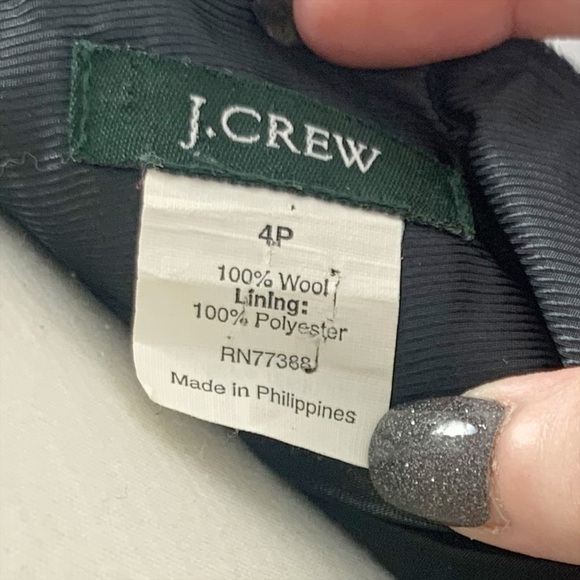 J.CREW
4P
100% Wool
Lining:
100% Polyester
RN77388
Made in Philippines